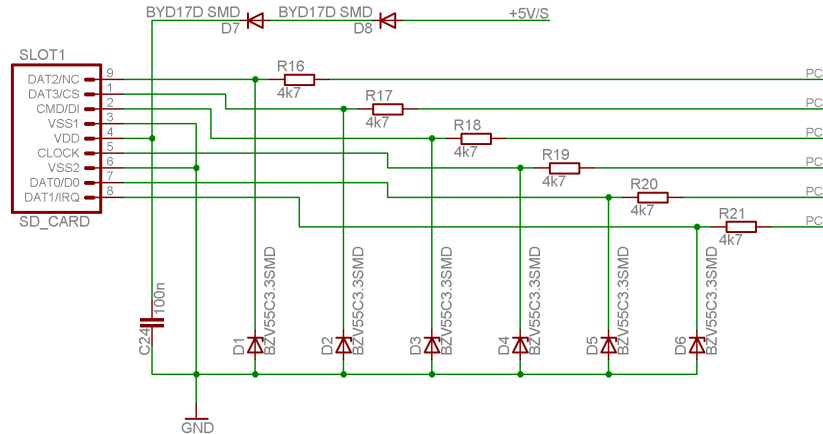 BYD17D SMD
BYD17D SMD
+5V/S
D7
D8
SLOT1
DAT2/NC 9
DAT3/CS 1
CMD/DI 2
VSS1 3
VDD 4
CLOCK 5
VSS2 6
DAT0/D0 7
DAT1/IRQ 8
SD_CARD
R16
4k7
PC
R17
4k7
PC
R18
4k7
PC
R19
4k7
PC
R20
4k7
PC
R21
4k7
PC
C24
100n
D1
BZV55C3.3SMD
D2
BZV55C3.3SMD
D3
BZV55C3.3SMD
D4
BZV55C3.3SMD
D5
BZV55C3.3SMD
D6
BZV55C3.3SMD
GND